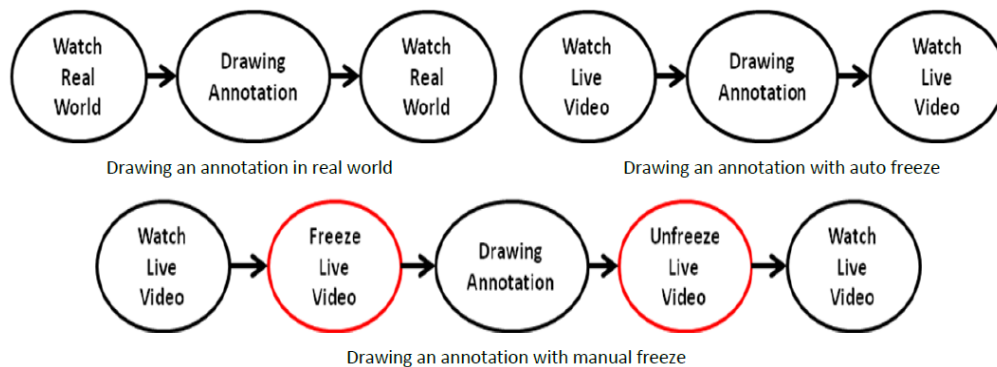 Watch
Real
World
Drawing
Annotation
Watch
Real
World
Drawing an annotation in real world
Watch
Live
Video
Drawing
Annotation
Watch
Live
Video
Drawing an annotation with auto freeze
Watch
Live
Video
Freeze
Live
Video
Drawing
Annotation
Unfreeze
Live
Video
Watch
Live
Video
Drawing an annotation with manual freeze